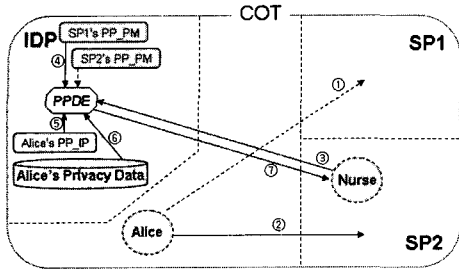 COT
IDP
SP1's PP_PM
SP1
④
SP2's PP_PM
①
PPDE
⑤
⑥
③
Alice's PP_IP
⑦
Alice's Privacy Data
Nurse
Alice
②
SP2